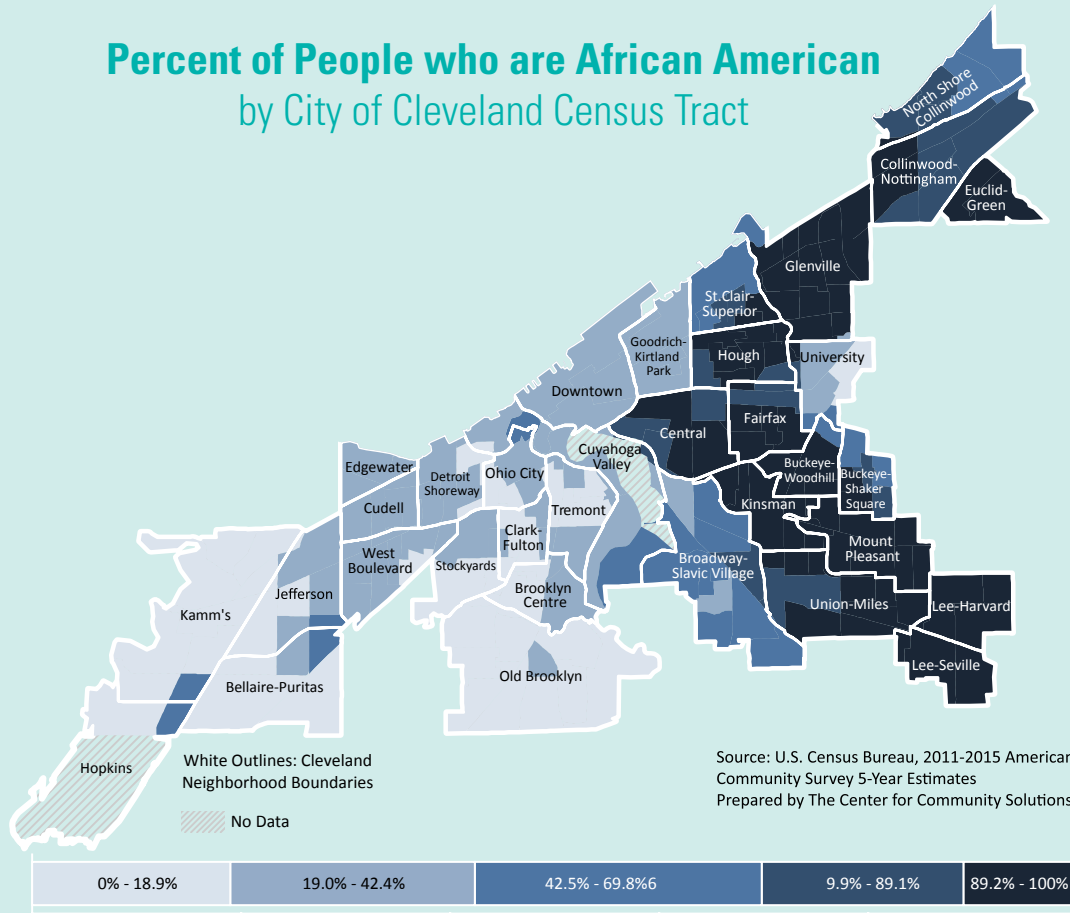 Percent of People who are African American
by City of Cleveland Census Tract
North Shore
Collinwood
Collinwood-
Nottingham
Euclid-
Green
Glenville
St.Clair-
Superior
Goodrich-
Kirtland
Park
Hough
University
Downtown
Fairfax
Central
Cuyahoga
Valley
Edgewater
Detroit
Shoreway
Ohio City
Buckeye-
Woodhill
Buckeye-
Shaker
Square
Cudell
Tremont
Kinsman
Clark-
Fulton
West
Boulevard
Stockyards
Mount
Pleasant
Broadway-
Slavic Village
Jefferson
Brooklyn
Centre
Kamm's
Union-Miles
Lee-Harvard
Lee-Seville
Old Brooklyn
Bellaire-Puritas
Hopkins
White Outlines: Cleveland
Neighborhood Boundaries
No Data
Source: U.S. Census Bureau, 2011-2015 American
Community Survey 5-Year Estimates
Prepared by The Center for Community Solutions
0% - 18.9%
19.0% - 42.4%
42.5% - 69.8%6
9.9% - 89.1%
89.2% - 100%